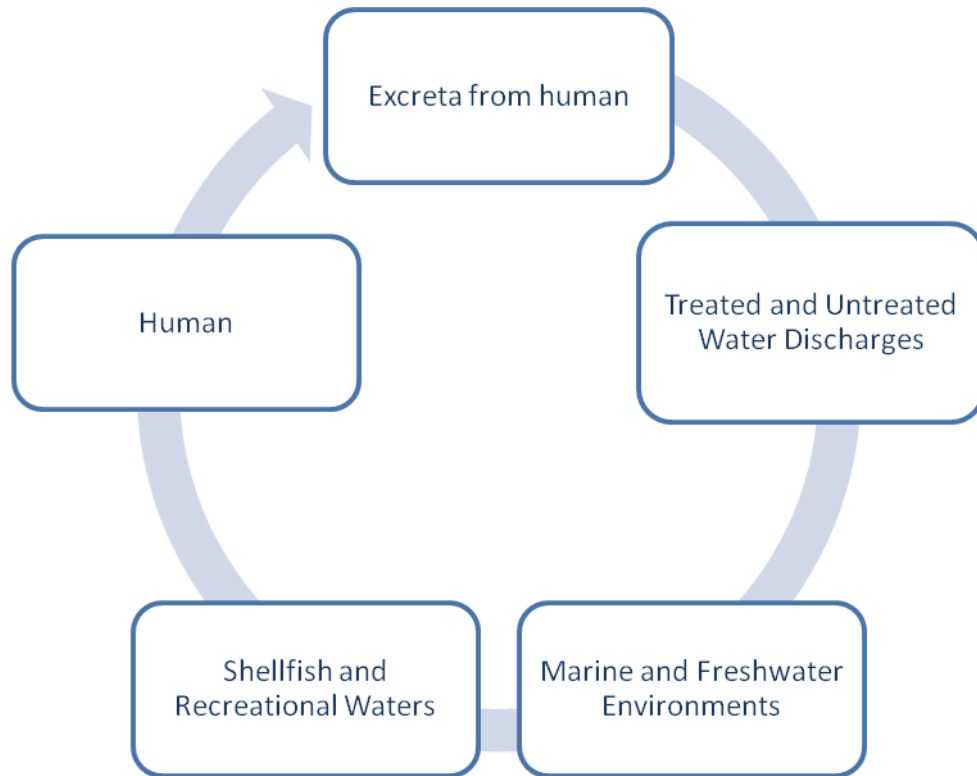 Excreta from human
Treated and Untreated
Water Discharges
Marine and Freshwater
Environments
Shellfish and
Recreational Waters
Human